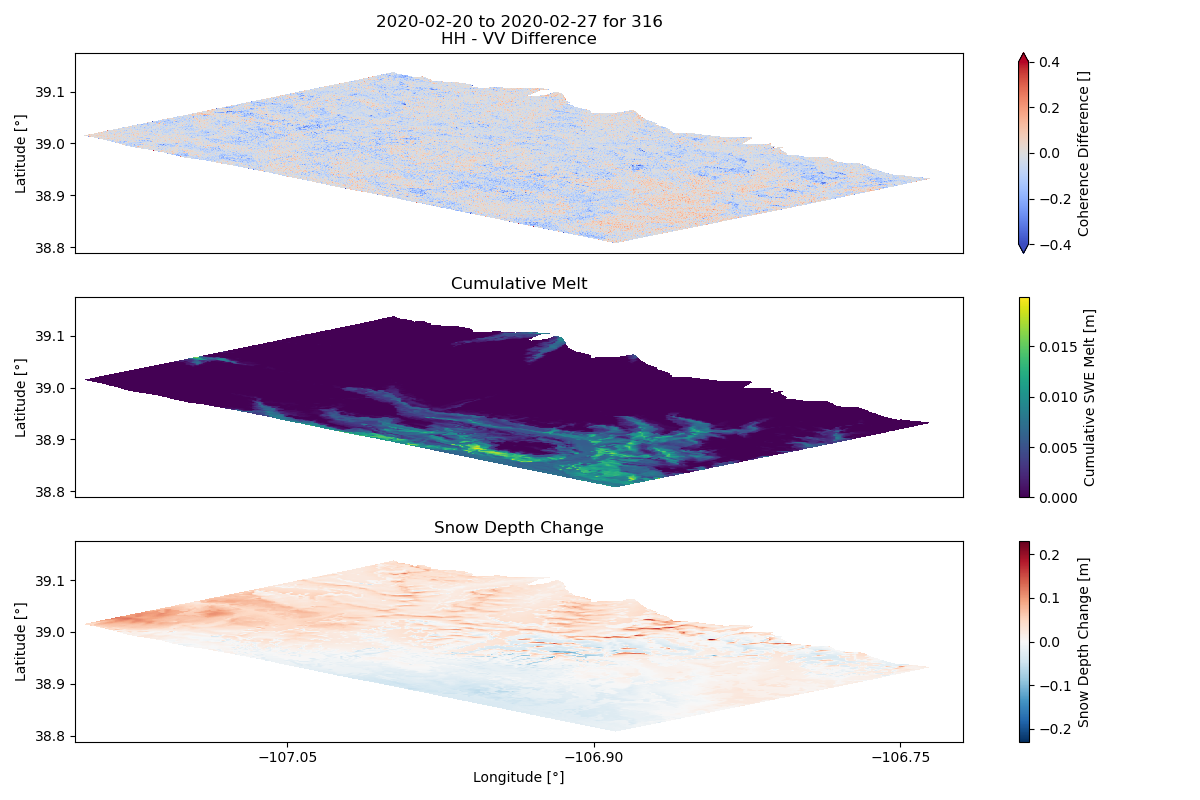 2020-02-20 to 2020-02-27 for 316
HH - VV Difference
39.1
39.0
38.9
38.8
Latitude [°]
0.4
0.2
0.0
−0.2
−0.4
Coherence Difference []
Cumulative Melt
39.1
39.0
38.9
38.8
Latitude [°]
0.015
0.010
0.005
0.000
Cumulative SWE Melt [m]
Snow Depth Change
39.1
39.0
38.9
38.8
Latitude [°]
0.2
0.1
0.0
−0.1
−0.2
Snow Depth Change [m]
−107.05 −106.90 −106.75
Longitude [°]